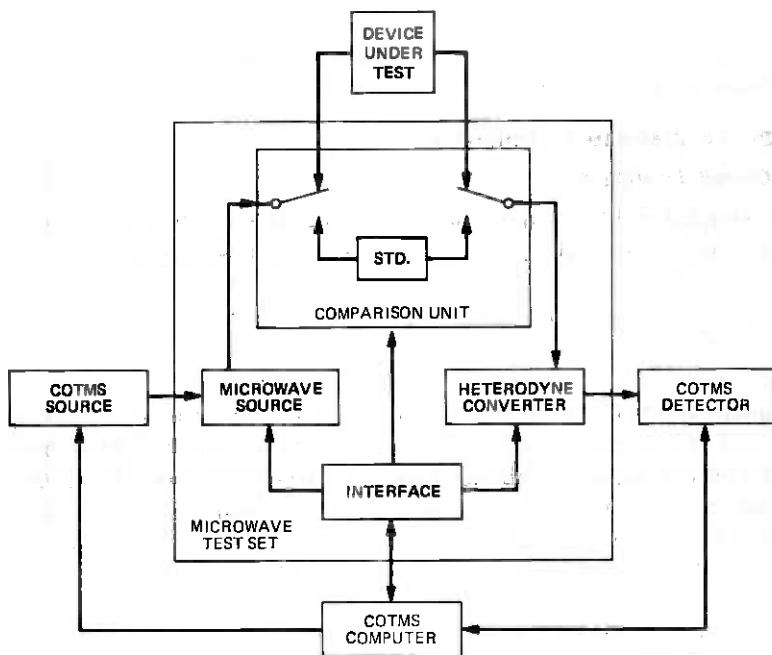 DEVICE
UNDER
TEST
STD.
COMPARISON UNIT
COTMS
SOURCE
MICROWAVE
SOURCE
HETERODYNE
CONVERTER
COTMS
DETECTOR
INTERFACE
MICROWAVE
TEST SET
COTMS
COMPUTER